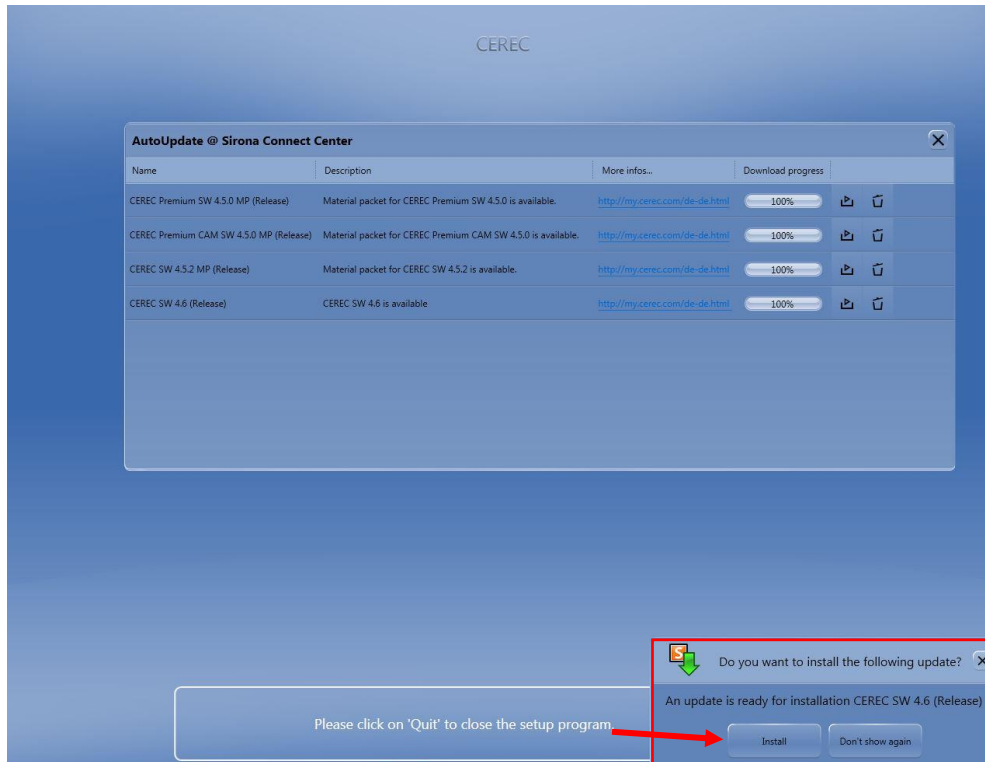 CEREC
AutoUpdate @ Sirona Connect Center
Name Description More infos... Download progress
CEREC Premium SW 4.5.0 MP (Release) Material packet for CEREC Premium SW 4.5.0 is available. http://my.cerec.com/de-de.html 100%
CEREC Premium CAM SW 4.5.0 MP (Release) Material packet for CEREC Premium CAM SW 4.5.0 is available. http://my.cerec.com/de-de.html 100%
CEREC SW 4.5.2 MP (Release) Material packet for CEREC SW 4.5.2 is available. http://my.cerec.com/de-de.html 100%
CEREC SW 4.6 (Release) CEREC SW 4.6 is available http://my.cerec.com/de-de.html 100%
S
Do you want to install the following update?
An update is ready for installation CEREC SW 4.6 (Release)
Please click on 'Quit' to close the setup program.
Install Don't show again